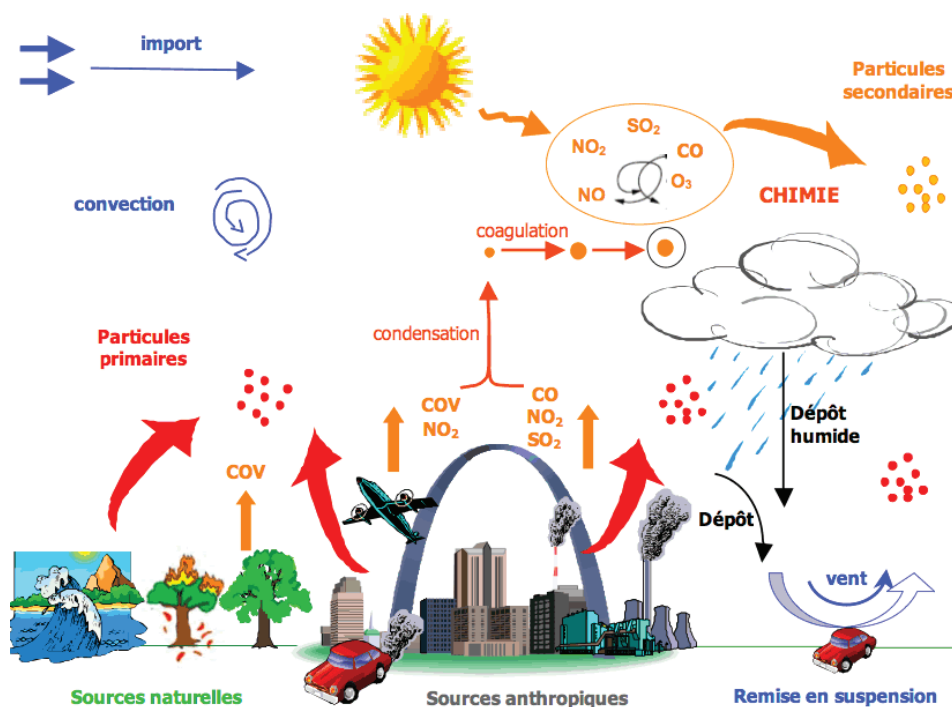 import
Particules
secondaires
SO₂
NO₂
CO
NO
O₃
CHIMIE
convection
coagulation
condensation
Particules
primaires
COV
NO₂
CO
NO₂
SO₂
Dépôt
humide
COV
Dépôt
vent
Sources naturelles
Sources anthropiques
Remise en suspension